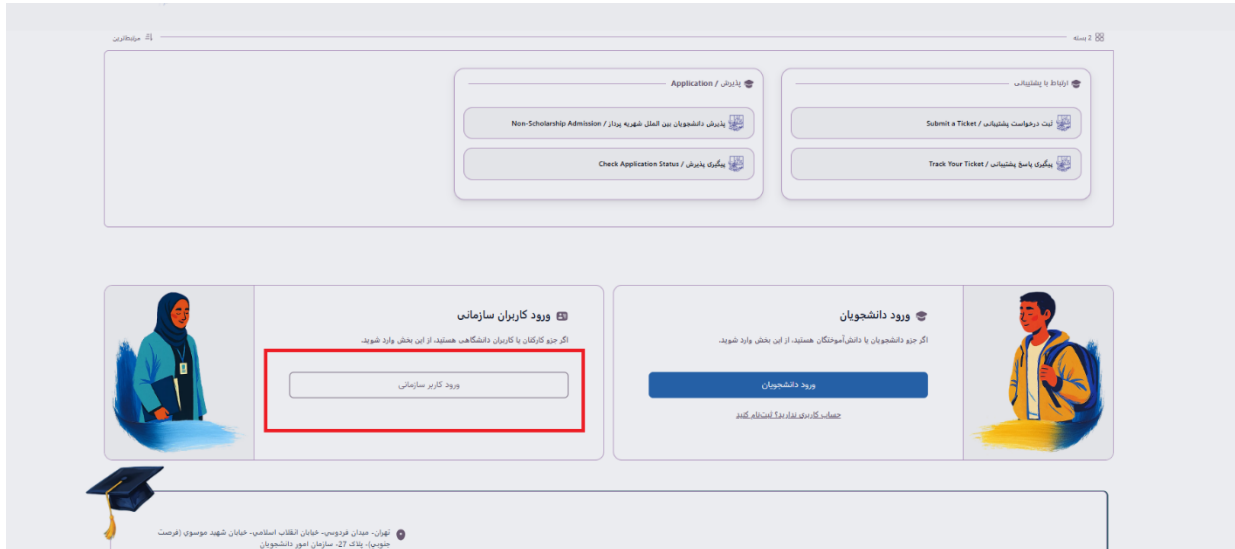 2 بسته
مرتبط‌ترین
ارتباط با پشتیبانی
ثبت درخواست پشتیبانی / Submit a Ticket
پیگیری پاسخ پشتیبانی / Track Your Ticket
پذیرش / Application
پذیرش دانشجویان بین الملل شهریه پرداز / Non-Scholarship Admission
پیگیری پذیرش / Check Application Status
ورود دانشجویان
اگر جزو دانشجویان یا دانش‌آموختگان هستید، از این بخش وارد شوید.
ورود دانشجویان
حساب کاربری ندارید؟ ثبت‌نام کنید
ورود کاربران سازمانی
اگر جزو کارکنان یا کاربران دانشگاهی هستید، از این بخش وارد شوید.
ورود کاربر سازمانی
تهران- میدان فردوسی- خیابان انقلاب اسلامی- خیابان شهید موسوی (فرصت
جنوبی)، پلاک 27- سازمان امور دانشجویان